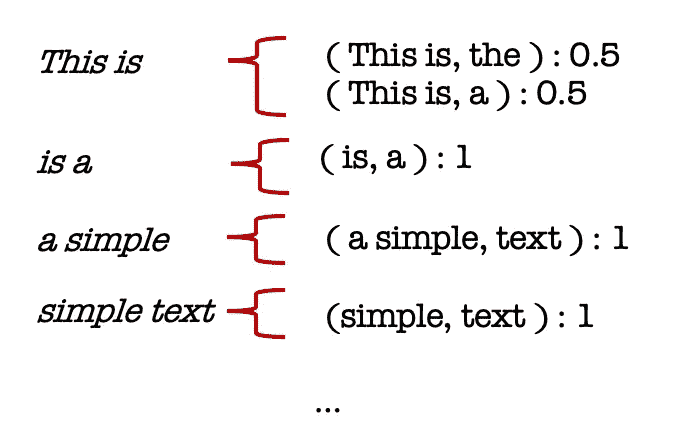 This is
( This is, the ) : 0.5
( This is, a ) : 0.5
is a
( is, a ) : 1
a simple
( a simple, text ) : 1
simple text
(simple, text ) : 1
...